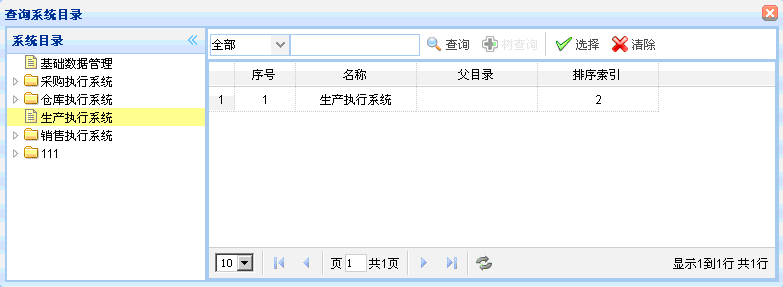 查询系统目录
系统目录
基础数据管理
采购执行系统
仓库执行系统
生产执行系统
销售执行系统
111
全部 查询 树查询 选择 清除
序号 名称 父目录 排序索引
1 1 生产执行系统 2
10 页 1 共1页 显示1到1行 共1行